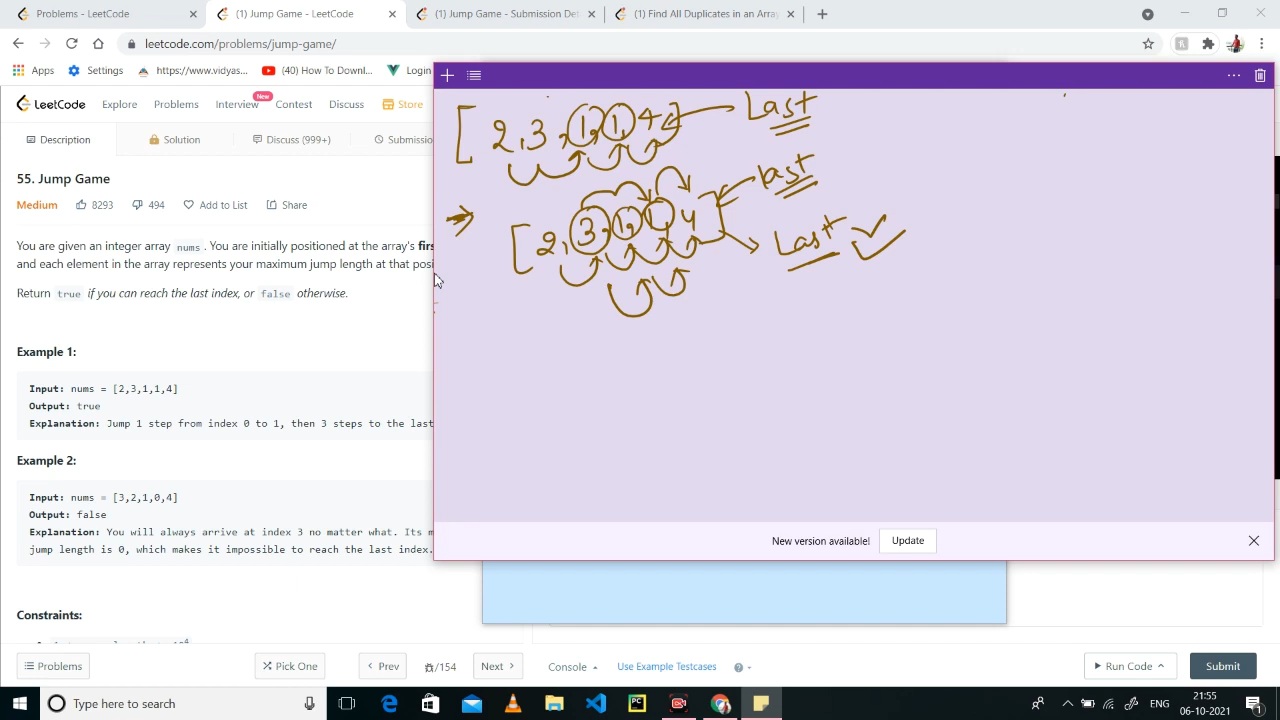 (1) Problems - LeetCode
(1) Jump Game - LeetCode
(1) Jump Game - Submission Det
(1) Find All Duplicates in an Array
leetcode.com/problems/jump-game/
Apps
Settings
https://www.vidyas...
(40) How To Downl...
Login
LeetCode
Explore
Problems
Interview
New
Contest
Discuss
Store
Description
Solution
Discuss (999+)
Submissio
55. Jump Game
Medium
8293
494
Add to List
Share
You are given an integer array nums. You are initially positioned at the array's firs
and each element in the array represents your maximum jump length at that posi
Return true if you can reach the last index, or false otherwise.
Example 1:
Input: nums = [2,3,1,1,4]
Output: true
Explanation: Jump 1 step from index 0 to 1, then 3 steps to the last
Example 2:
Input: nums = [3,2,1,0,4]
Output: false
Explanation: You will always arrive at index 3 no matter what. Its m
jump length is 0, which makes it impossible to reach the last index.
Constraints:
[2,3,1,1,4] Last
[2,3,1,1,4] last
Last
New version available!
Update
Problems
Pick One
Prev
/154
Next
Console
Use Example Testcases
Run Code
Submit
Type here to search
ENG
21:55
06-10-2021